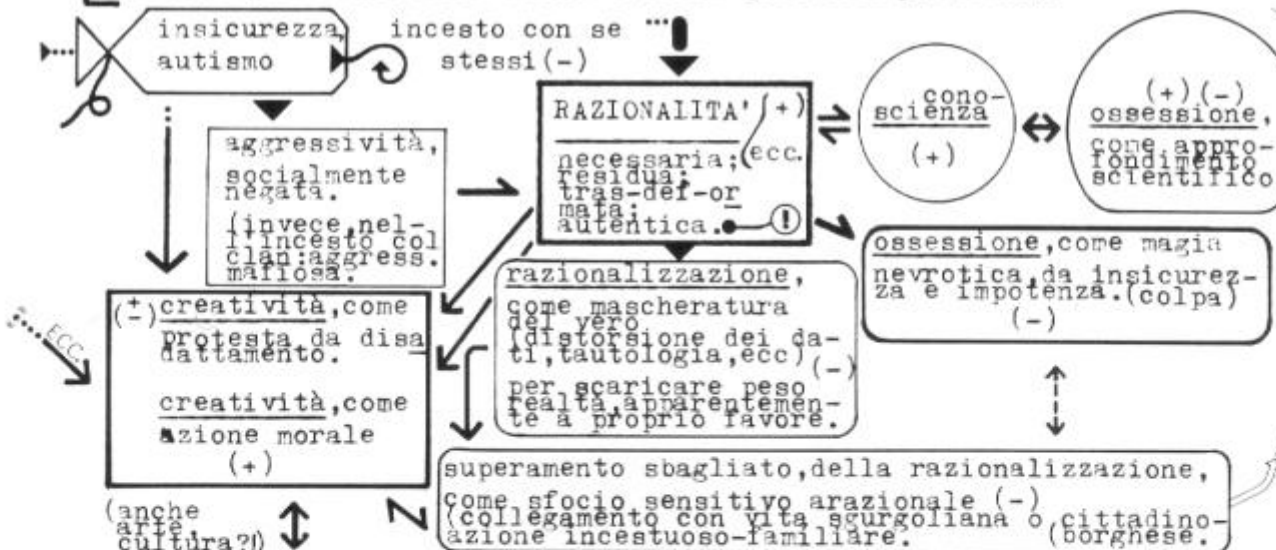 insicurezza,
autismo
incesto con se
stessi(-)
RAZIONALITA' (+)
necessaria; (ecc.
residua;
tras-def-or
mata;
autentica. !
cono-
scienza
(+)
(+)(-)
ossessione,
come appro-
fondimento
scientifico
aggressività,
socialmente
negata.
(invece,nel-
l'incesto col
clan:aggress.
mafiosa.
ossessione,come magia
nevrotica,da insicurez-
za e impotenza.(colpa)
(-)
razionalizzazione,
come mascheratura
del vero
(distorsione dei da-
ti,tautologia,ecc)
(-)
per scaricare peso
realtà,apparentemen-
te a proprio favore.
ECC.
(±) creatività,come
protesta da disa
dattamento.
creatività,come
azione morale
(+)
superamento sbagliato,della razionalizzazione,
come sfocio sensitivo arazionale (-)
(collegamento con vita sgurgoliana o cittadino-
azione incestuoso-familiare. (borghese.
(anche
arte,
cultura?!)